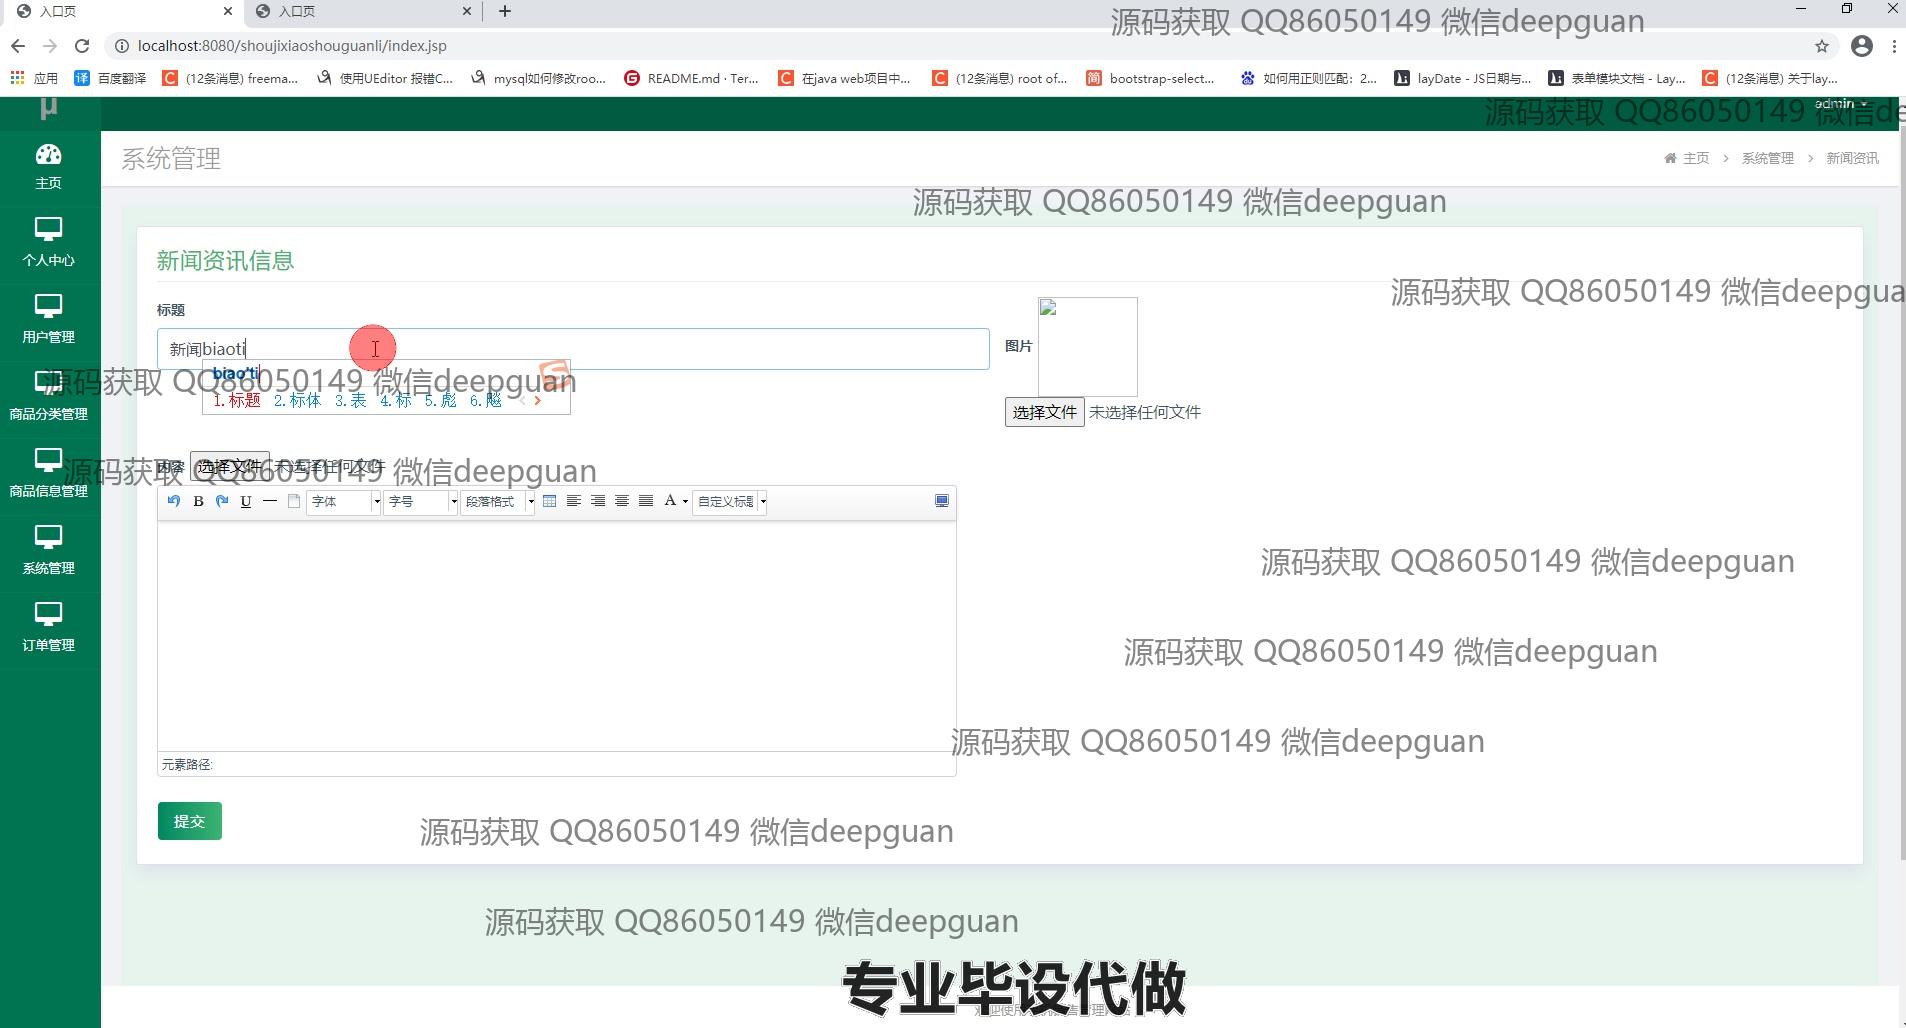 入口页
入口页
源码获取 QQ86050149 微信deepguan
localhost:8080/shoujixiaoshouguanli/index.jsp
应用
百度翻译
(12条消息) freema...
使用UEditor 报错C...
mysql如何修改roo...
README.md · Ter...
在java web项目中...
(12条消息) root of...
bootstrap-select...
如何用正则匹配：2...
layDate - JS日期与...
表单模块文档 - Lay...
(12条消息) 关于lay...
μ
admin
源码获取 QQ86050149 微信de
系统管理
主页 > 系统管理 > 新闻资讯
主页
个人中心
用户管理
商品分类管理
商品信息管理
系统管理
订单管理
源码获取 QQ86050149 微信deepguan
新闻资讯信息
源码获取 QQ86050149 微信deepgua
标题
新闻biaoti
图片
biao'ti
源码获取 QQ86050149 微信deepguan
1.标题 2.标体 3.表 4.标 5.彪 6.飚
选择文件 未选择任何文件
内容 选择文件 未选择任何文件
源码获取 QQ86050149 微信deepguan
B U 字体 字号 段落格式 A 自定义标题
源码获取 QQ86050149 微信deepguan
源码获取 QQ86050149 微信deepguan
源码获取 QQ86050149 微信deepguan
元素路径:
提交
源码获取 QQ86050149 微信deepguan
源码获取 QQ86050149 微信deepguan
专业毕设代做